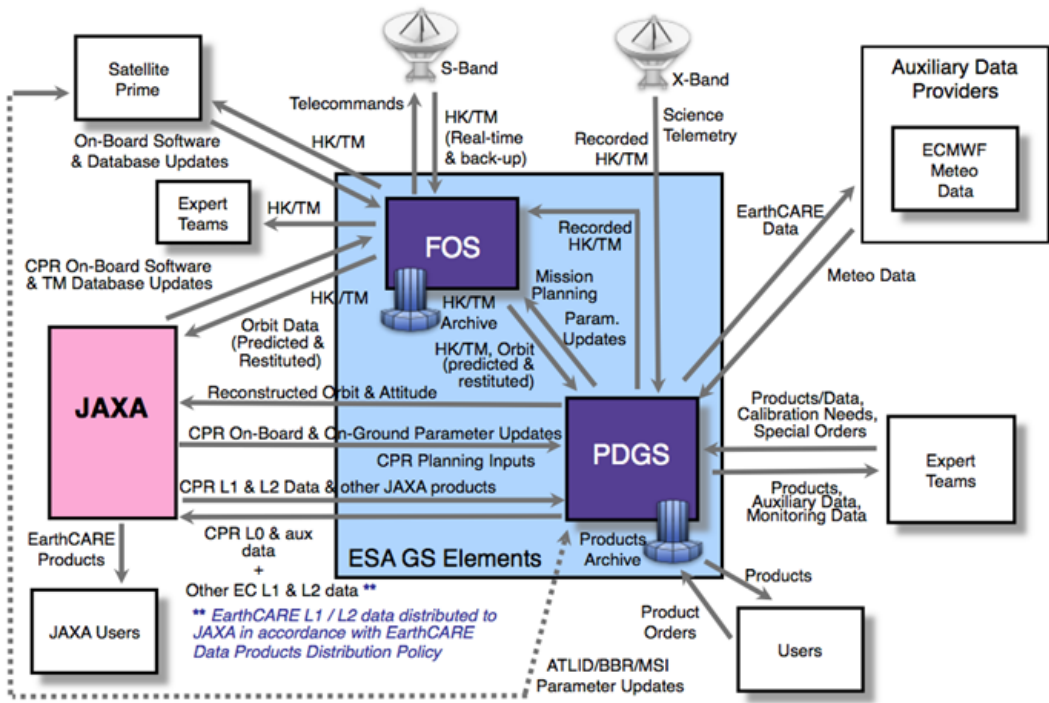 Satellite
Prime
S-Band
X-Band
Auxiliary Data
Providers
ECMWF
Meteo
Data
Telecommands
HK/TM
(Real-time
& back-up)
Science
Telemetry
Recorded
HK/TM
HK/TM
On-Board Software
& Database Updates
Expert
Teams
HK/TM
FOS
Recorded
HK/TM
EarthCARE
Data
CPR On-Board Software
& TM Database Updates
HK/TM
HK/TM
Archive
Mission
Planning
Param.
Updates
Meteo Data
Orbit Data
(Predicted &
Restituted)
HK/TM, Orbit
(predicted &
restituted)
JAXA
Reconstructed Orbit & Attitude
CPR On-Board & On-Ground Parameter Updates
CPR Planning Inputs
CPR L1 & L2 Data & other JAXA products
PDGS
Products/Data,
Calibration Needs,
Special Orders
Expert
Teams
Products,
Auxiliary Data,
Monitoring Data
EarthCARE
Products
CPR L0 & aux
data
+
Other EC L1 & L2 data **
ESA GS Elements
Products
Archive
Products
JAXA Users
** EarthCARE L1 / L2 data distributed to
JAXA in accordance with EarthCARE
Data Products Distribution Policy
Product
Orders
Users
ATLID/BBR/MSI
Parameter Updates